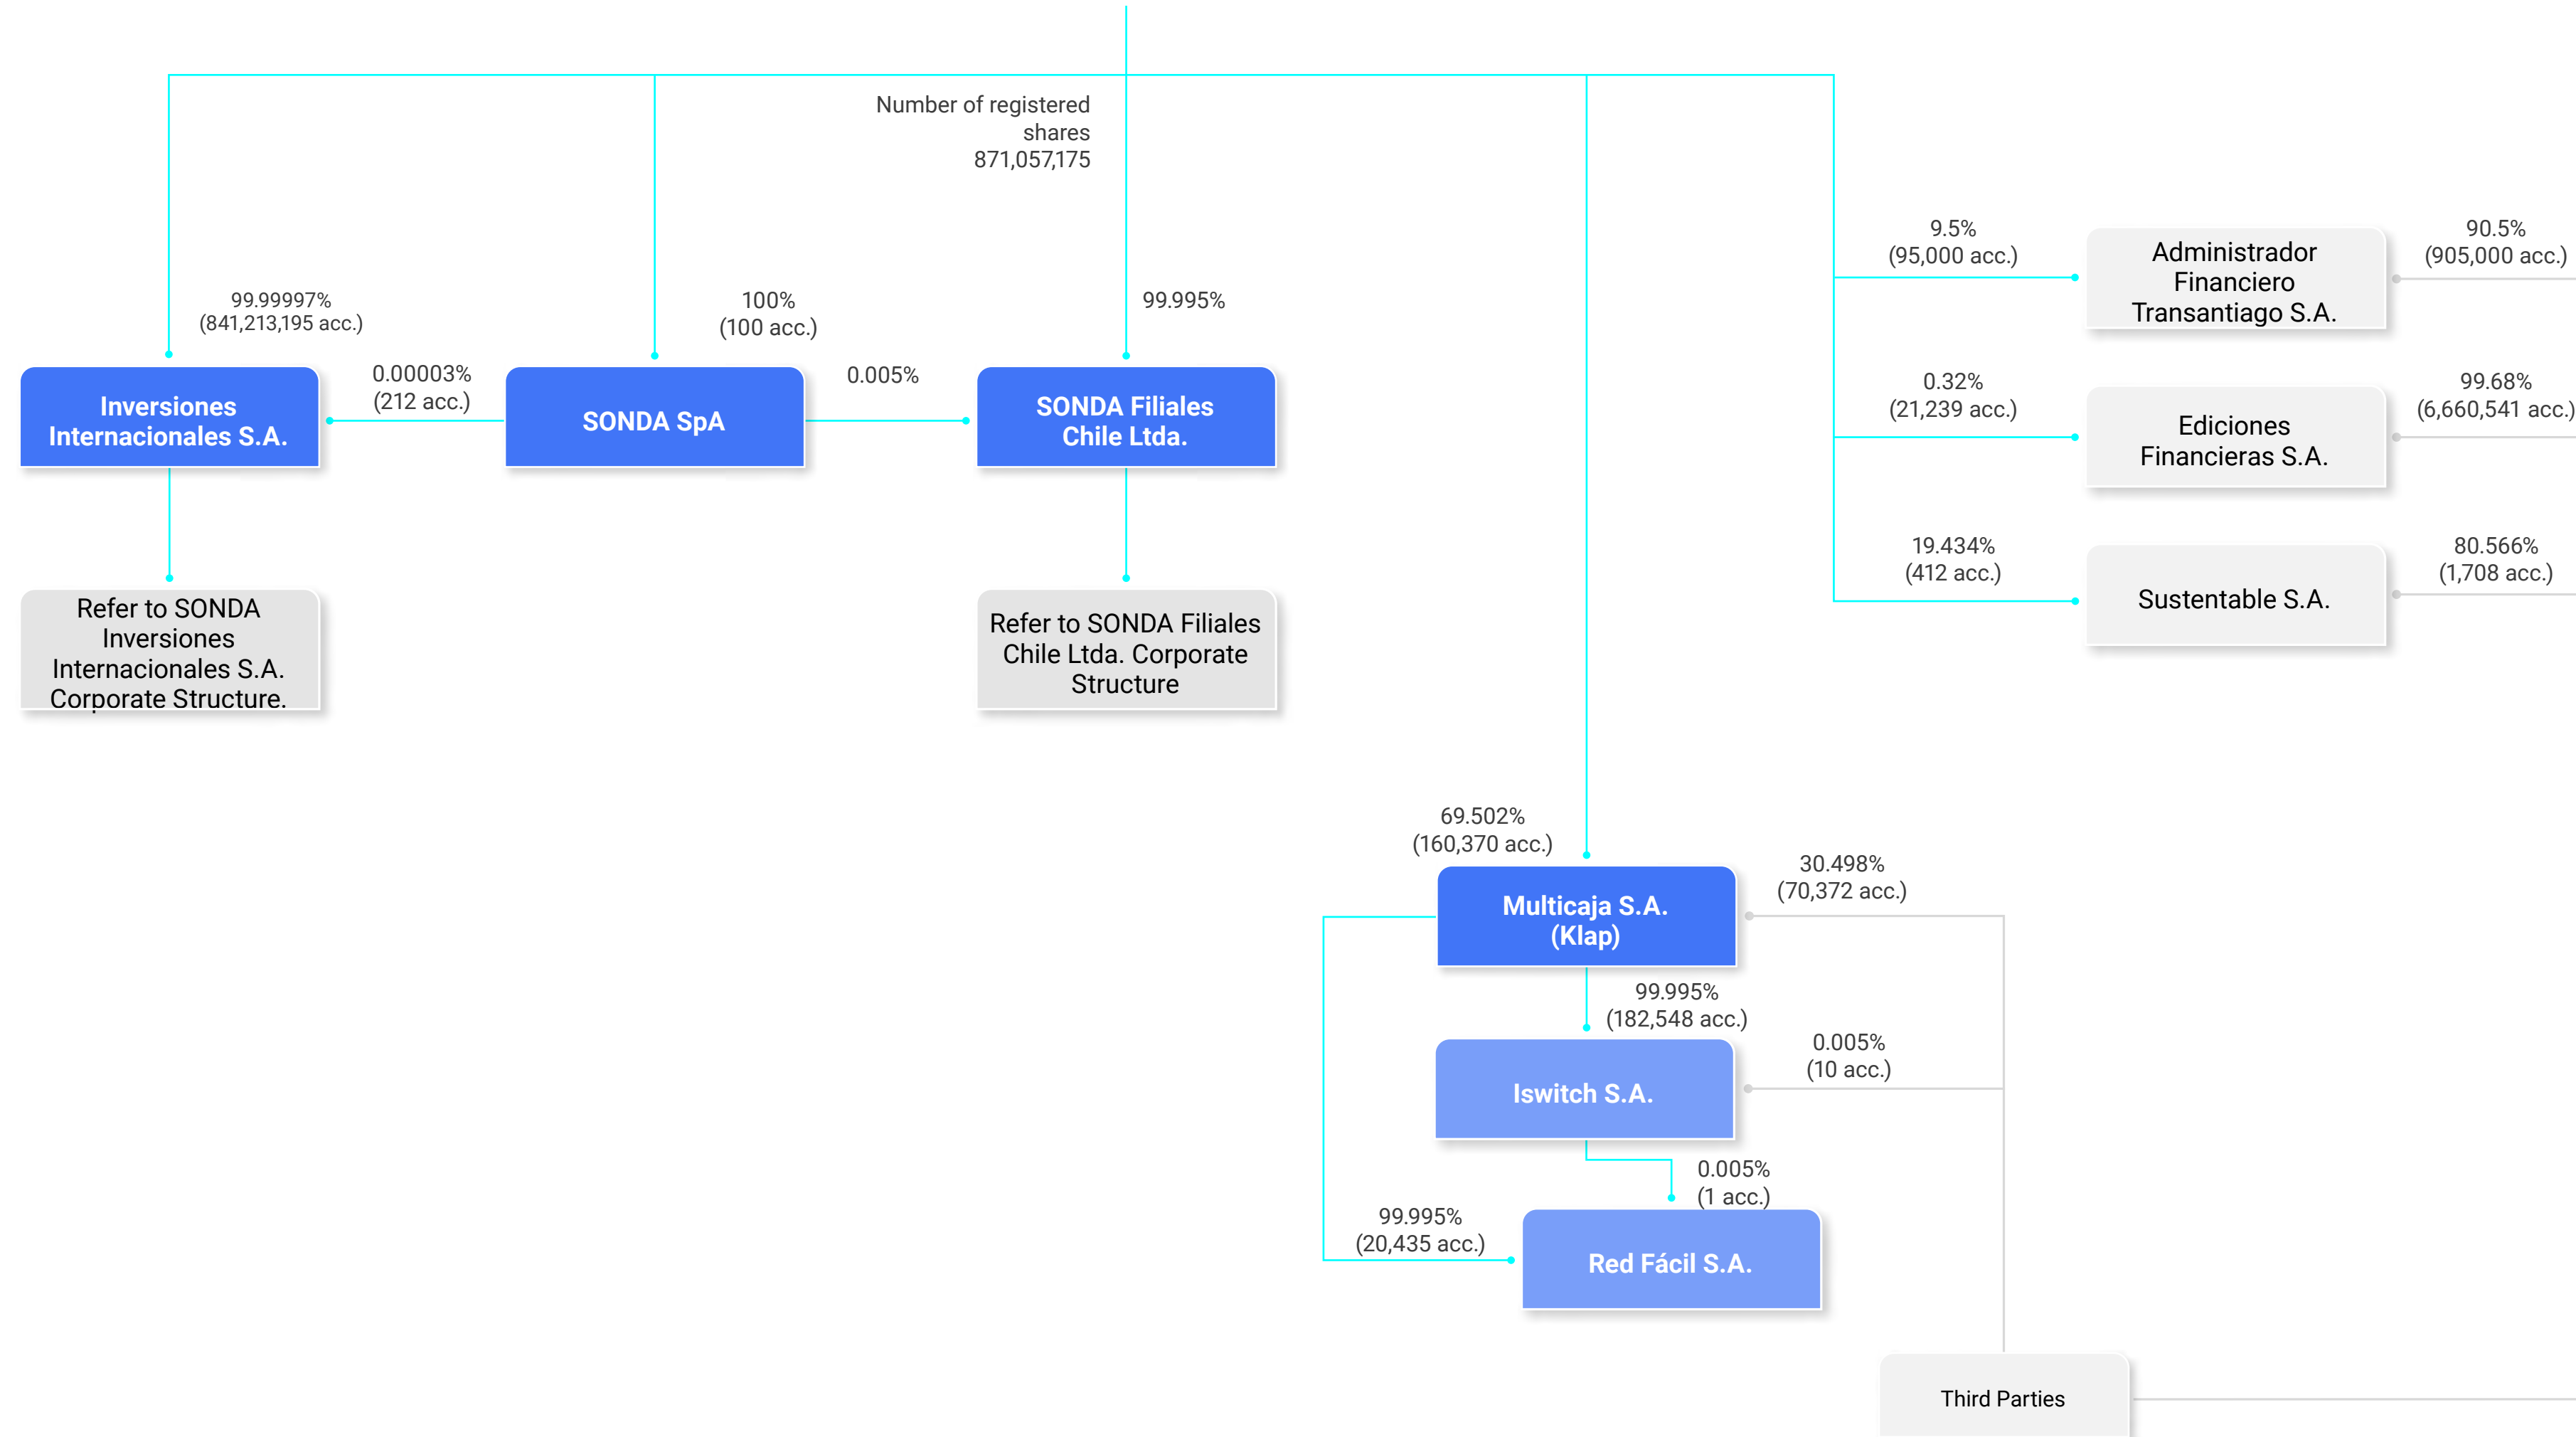 Number of registered
shares
871,057,175
99.99997%
(841,213,195 acc.)
100%
(100 acc.)
99.995%
Inversiones
Internacionales S.A.
0.00003%
(212 acc.)
SONDA SpA
0.005%
SONDA Filiales
Chile Ltda.
Refer to SONDA
Inversiones
Internacionales S.A.
Corporate Structure.
Refer to SONDA Filiales
Chile Ltda. Corporate
Structure
9.5%
(95,000 acc.)
Administrador
Financiero
Transantiago S.A.
90.5%
(905,000 acc.)
0.32%
(21,239 acc.)
Ediciones
Financieras S.A.
99.68%
(6,660,541 acc.)
19.434%
(412 acc.)
Sustentable S.A.
80.566%
(1,708 acc.)
69.502%
(160,370 acc.)
Multicaja S.A.
(Klap)
30.498%
(70,372 acc.)
99.995%
(182,548 acc.)
Iswitch S.A.
0.005%
(10 acc.)
0.005%
(1 acc.)
99.995%
(20,435 acc.)
Red Fácil S.A.
Third Parties